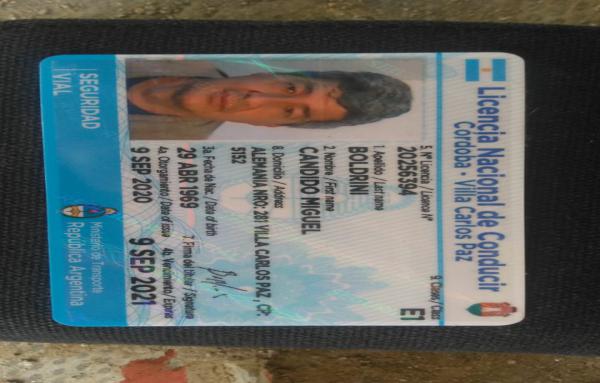 Licencia Nacional de Conducir
Córdoba - Villa Carlos Paz
5. Nº Licencia / Licence Nº
20256394
9. Clases / Class
E1
1. Apellido / Last name
BOLDRINI
2. Nombre / First name
CANDIDO MIGUEL
8. Domicilio / Address
ALEMANIA NRO: 281 VILLA CARLOS PAZ, CP:
5152
3a. Fecha de Nac. / Date of birth
29 ABR 1969
7. Firma del titular / Signature
4a. Otorgamiento / Date of issue
9 SEP 2020
4b. Vencimiento / Expires
9 SEP 2021
SEGURIDAD
VIAL
Ministerio de Transporte
República Argentina